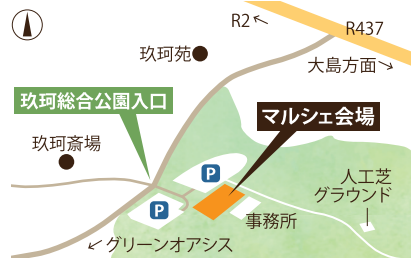 R2
R437
玖珂苑
大島方面
玖珂総合公園入口
マルシェ会場
玖珂斎場
P
人工芝
グラウンド
P
事務所
グリーンオアシス